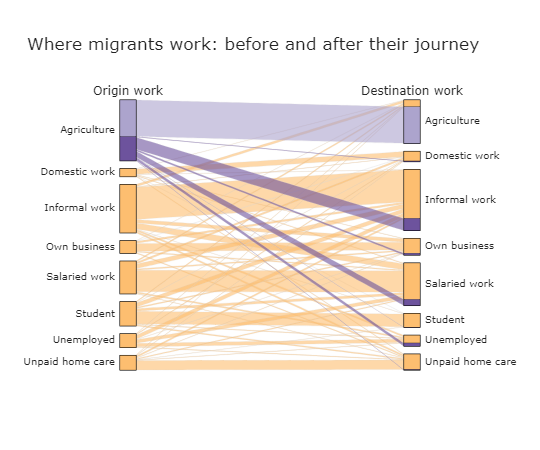 Where migrants work: before and after their journey
Origin work
Destination work
Agriculture
Domestic work
Informal work
Own business
Salaried work
Student
Unemployed
Unpaid home care
Agriculture
Domestic work
Informal work
Own business
Salaried work
Student
Unemployed
Unpaid home care